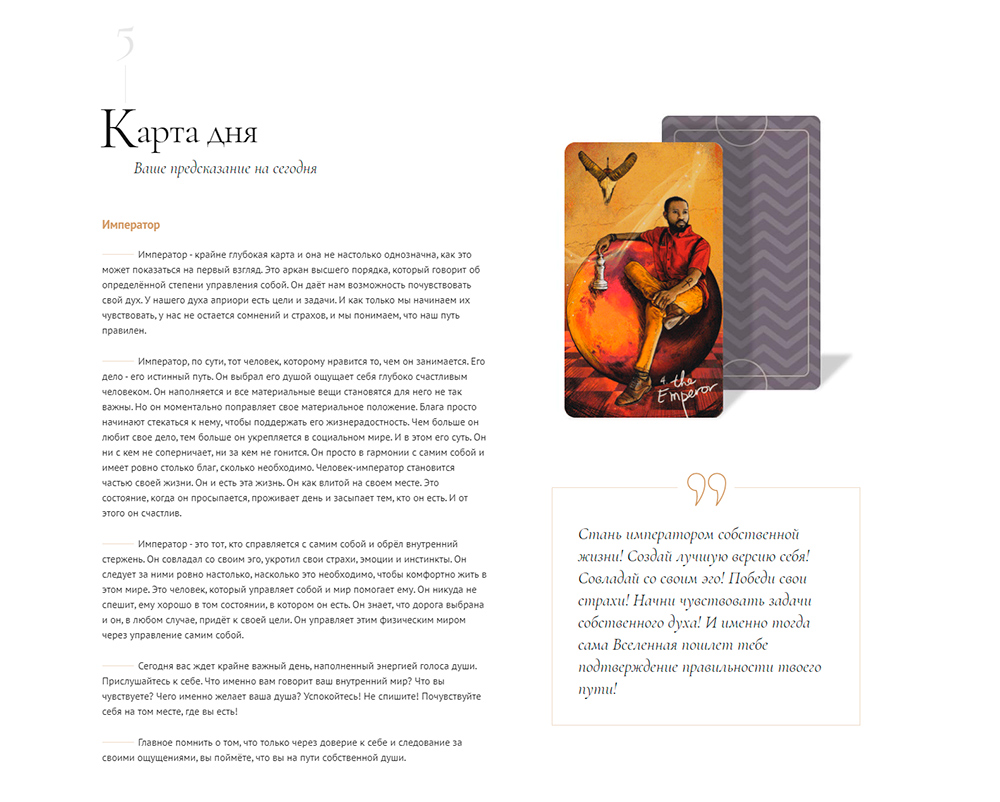 5
Карта дня
Ваше предсказание на сегодня
Император
Император - крайне глубокая карта и она не настолько однозначна, как это
может показаться на первый взгляд. Это аркан высшего порядка, который говорит об
определённой степени управления собой. Он даёт нам возможность почувствовать
свой дух. У нашего духа априори есть цели и задачи. И как только мы начинаем их
чувствовать, у нас не остается сомнений и страхов, и мы понимаем, что наш путь
правилен.
Император, по сути, тот человек, которому нравится то, чем он занимается. Его
дело - его истинный путь. Он выбрал его душой ощущает себя глубоко счастливым
человеком. Он наполняется и все материальные вещи становятся для него не так
важны. Но он моментально поправляет свое материальное положение. Блага просто
начинают стекаться к нему, чтобы поддержать его жизнерадостность. Чем больше он
любит свое дело, тем больше он укрепляется в социальном мире. И в этом его суть. Он
ни с кем не соперничает, ни за кем не гонится. Он просто в гармонии с самим собой и
имеет ровно столько благ, сколько необходимо. Человек-император становится
частью своей жизни. Он и есть эта жизнь. Он как влитой на своем месте. Это
состояние, когда он просыпается, проживает день и засыпает тем, кто он есть. И от
этого он счастлив.
Император - это тот, кто справляется с самим собой и обрёл внутренний
стержень. Он совладал со своим эго, укротил свои страхи, эмоции и инстинкты. Он
следует за ними ровно настолько, насколько это необходимо, чтобы комфортно жить в
этом мире. Это человек, который управляет собой и мир помогает ему. Он никуда не
спешит, ему хорошо в том состоянии, в котором он есть. Он знает, что дорога выбрана
и он, в любом случае, придёт к своей цели. Он управляет этим физическим миром
через управление самим собой.
Сегодня вас ждет крайне важный день, наполненный энергией голоса души.
Прислушайтесь к себе. Что именно вам говорит ваш внутренний мир? Что вы
чувствуете? Чего именно желает ваша душа? Успокойтесь! Не спишите! Почувствуйте
себя на том месте, где вы есть!
Главное помнить о том, что только через доверие к себе и следование за
своими ощущениями, вы поймёте, что вы на пути собственной души.
4. the
Emperor
Стань императором собственной
жизни! Создай лучшую версию себя!
Совладай со своим эго! Победи свои
страхи! Начни чувствовать задачи
собственного духа! И именно тогда
сама Вселенная пошлет тебе
подтверждение правильности твоего
пути!